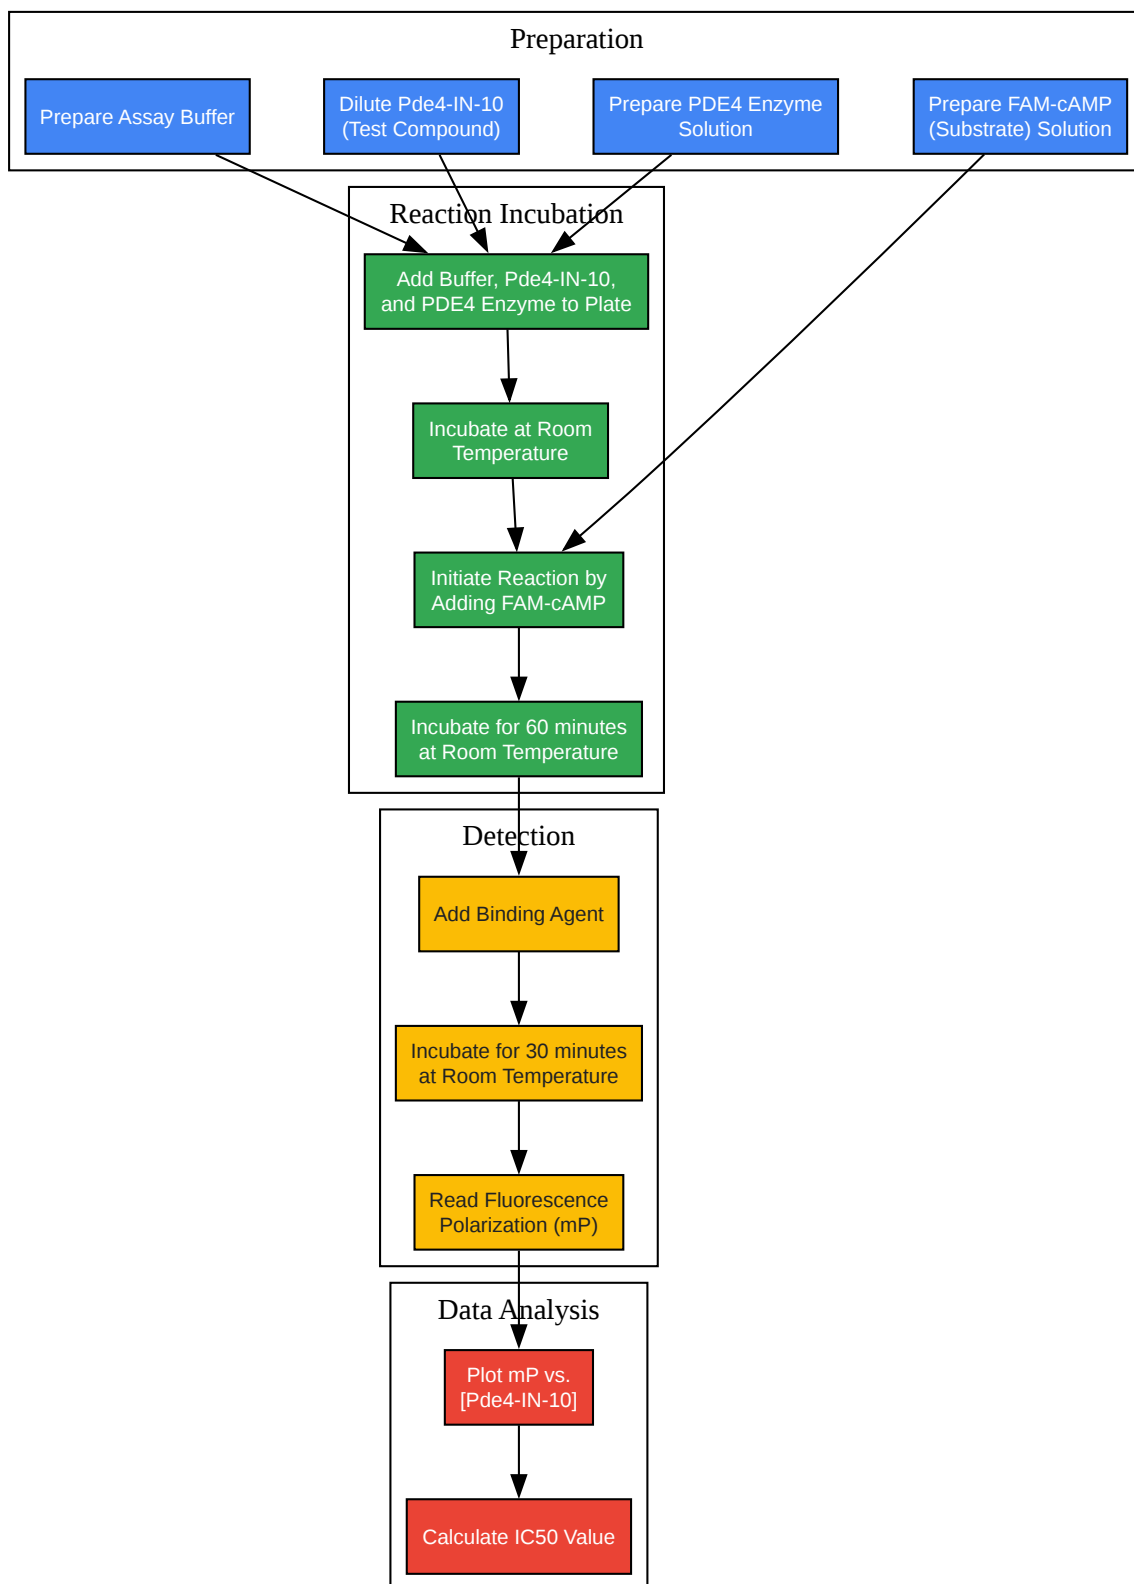 Preparation
Prepare Assay Buffer
Dilute Pde4-IN-10
(Test Compound)
Prepare PDE4 Enzyme
Solution
Prepare FAM-cAMP
(Substrate) Solution
Reaction Incubation
Add Buffer, Pde4-IN-10,
and PDE4 Enzyme to Plate
Incubate at Room
Temperature
Initiate Reaction by
Adding FAM-cAMP
Incubate for 60 minutes
at Room Temperature
Detection
Add Binding Agent
Incubate for 30 minutes
at Room Temperature
Read Fluorescence
Polarization (mP)
Data Analysis
Plot mP vs.
[Pde4-IN-10]
Calculate IC50 Value